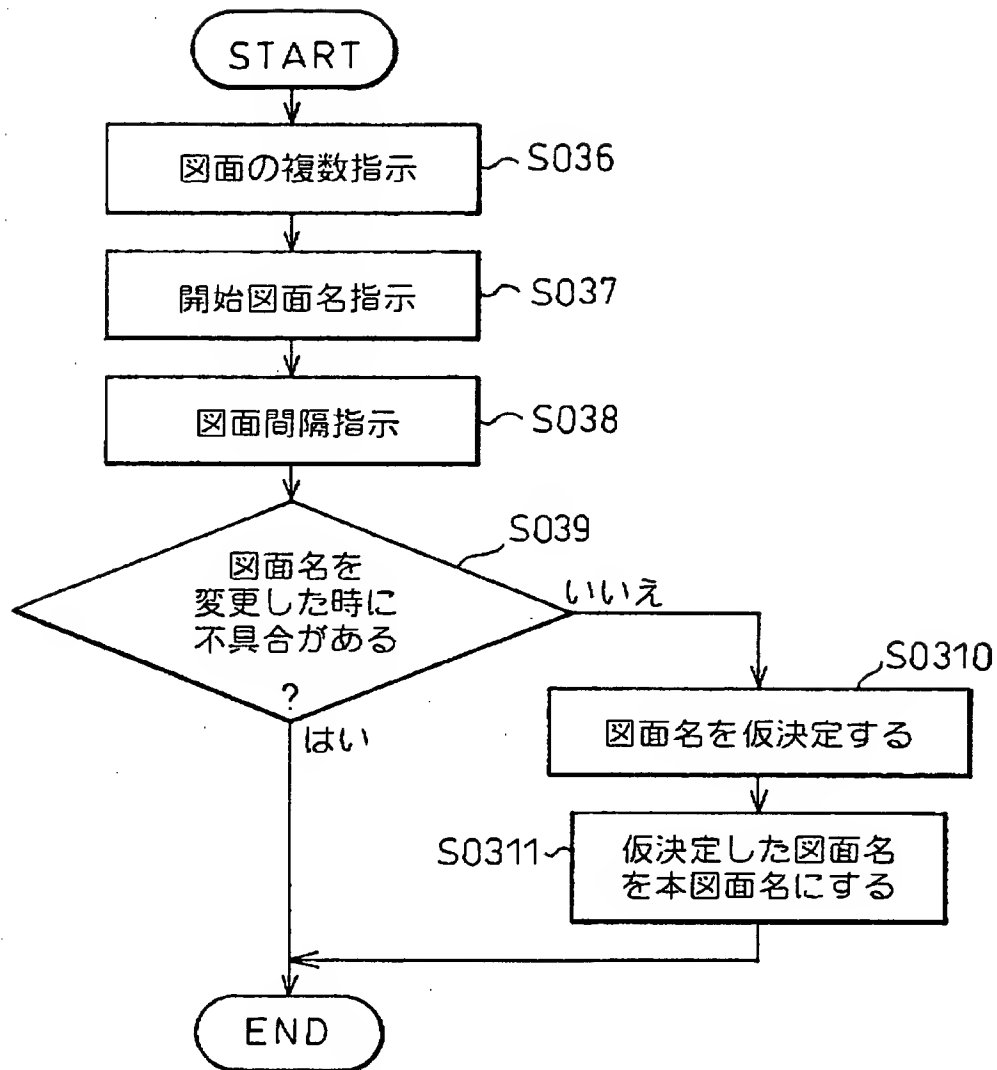 START
図面の複数指示
S036
開始図面名指示
S037
図面間隔指示
S038
S039
図面名を
変更した時に
不具合がある
?
いいえ
はい
S0310
図面名を仮決定する
S0311
仮決定した図面名
を本図面名にする
END